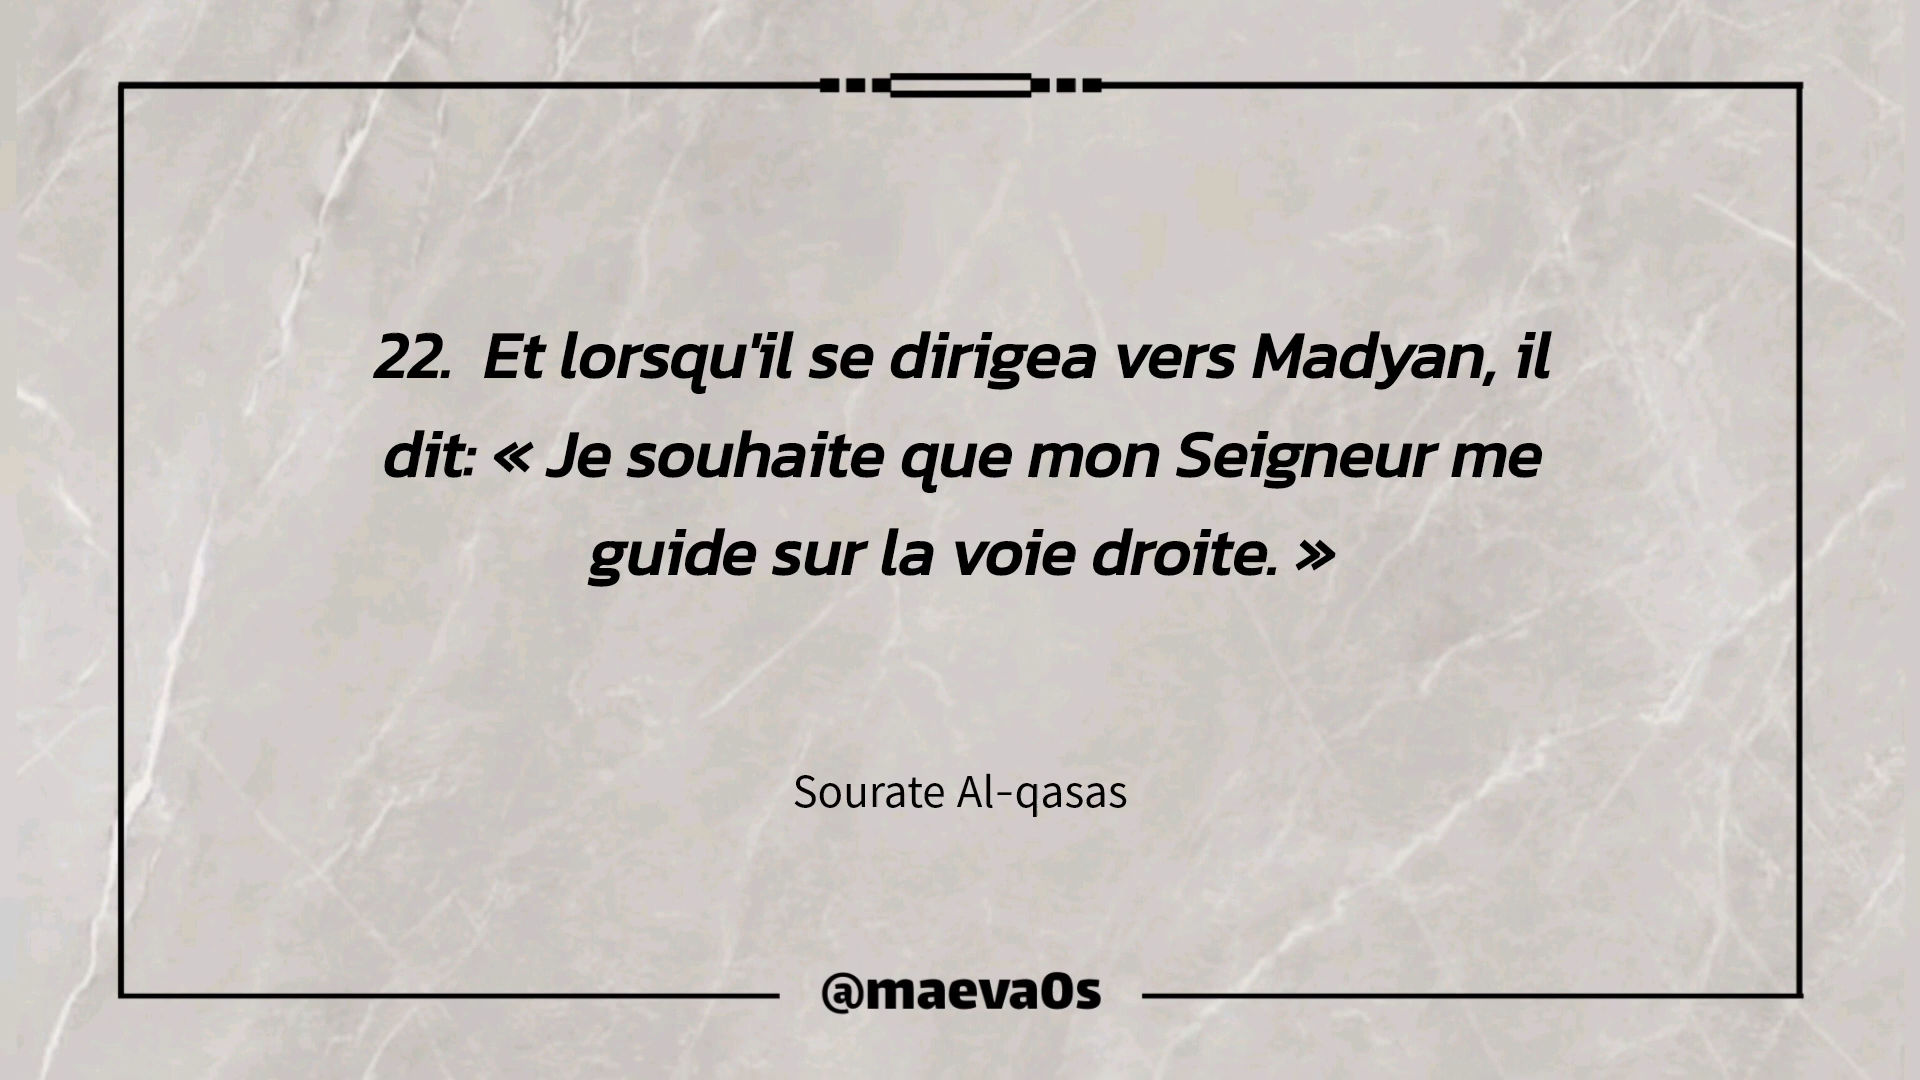 22.  Et lorsqu'il se dirigea vers Madyan, il
dit: « Je souhaite que mon Seigneur me
guide sur la voie droite. »
Sourate Al-qasas
@maeva0s